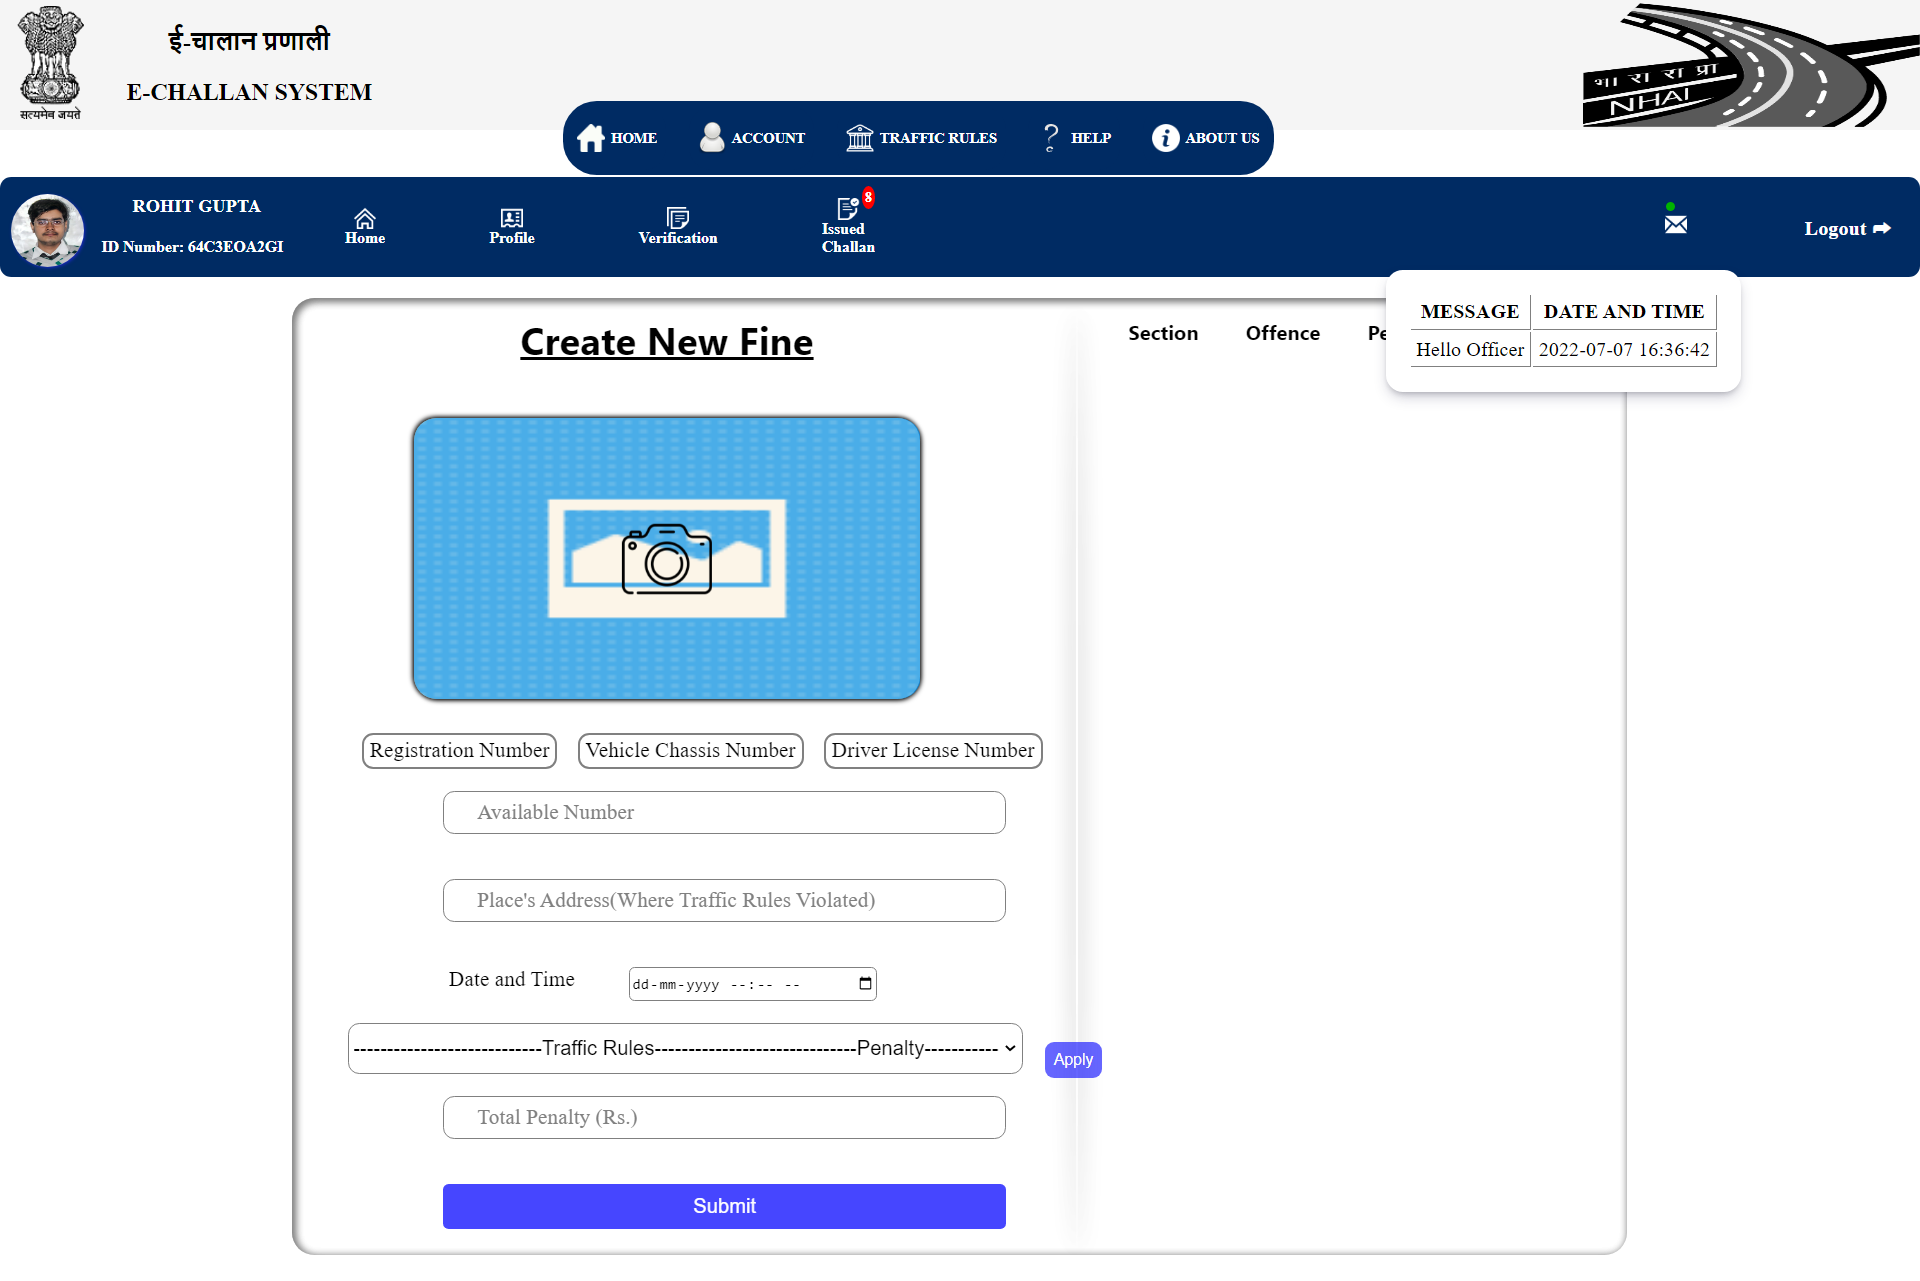 ई-चालान प्रणाली
E-CHALLAN SYSTEM
सत्यमेव जयते
भा रा रा प्रा
NHAI
HOME
ACCOUNT
TRAFFIC RULES
HELP
ABOUT US
ROHIT GUPTA
ID Number: 64C3EOA2GI
Home
Profile
Verification
8
Issued
Challan
Logout
MESSAGE DATE AND TIME
Hello Officer 2022-07-07 16:36:42
Create New Fine
Section Offence Pe
Registration Number
Vehicle Chassis Number
Driver License Number
Available Number
Place's Address(Where Traffic Rules Violated)
Date and Time dd-mm-yyyy --:-- --
----------------------------Traffic Rules------------------------------Penalty-----------
Apply
Total Penalty (Rs.)
Submit